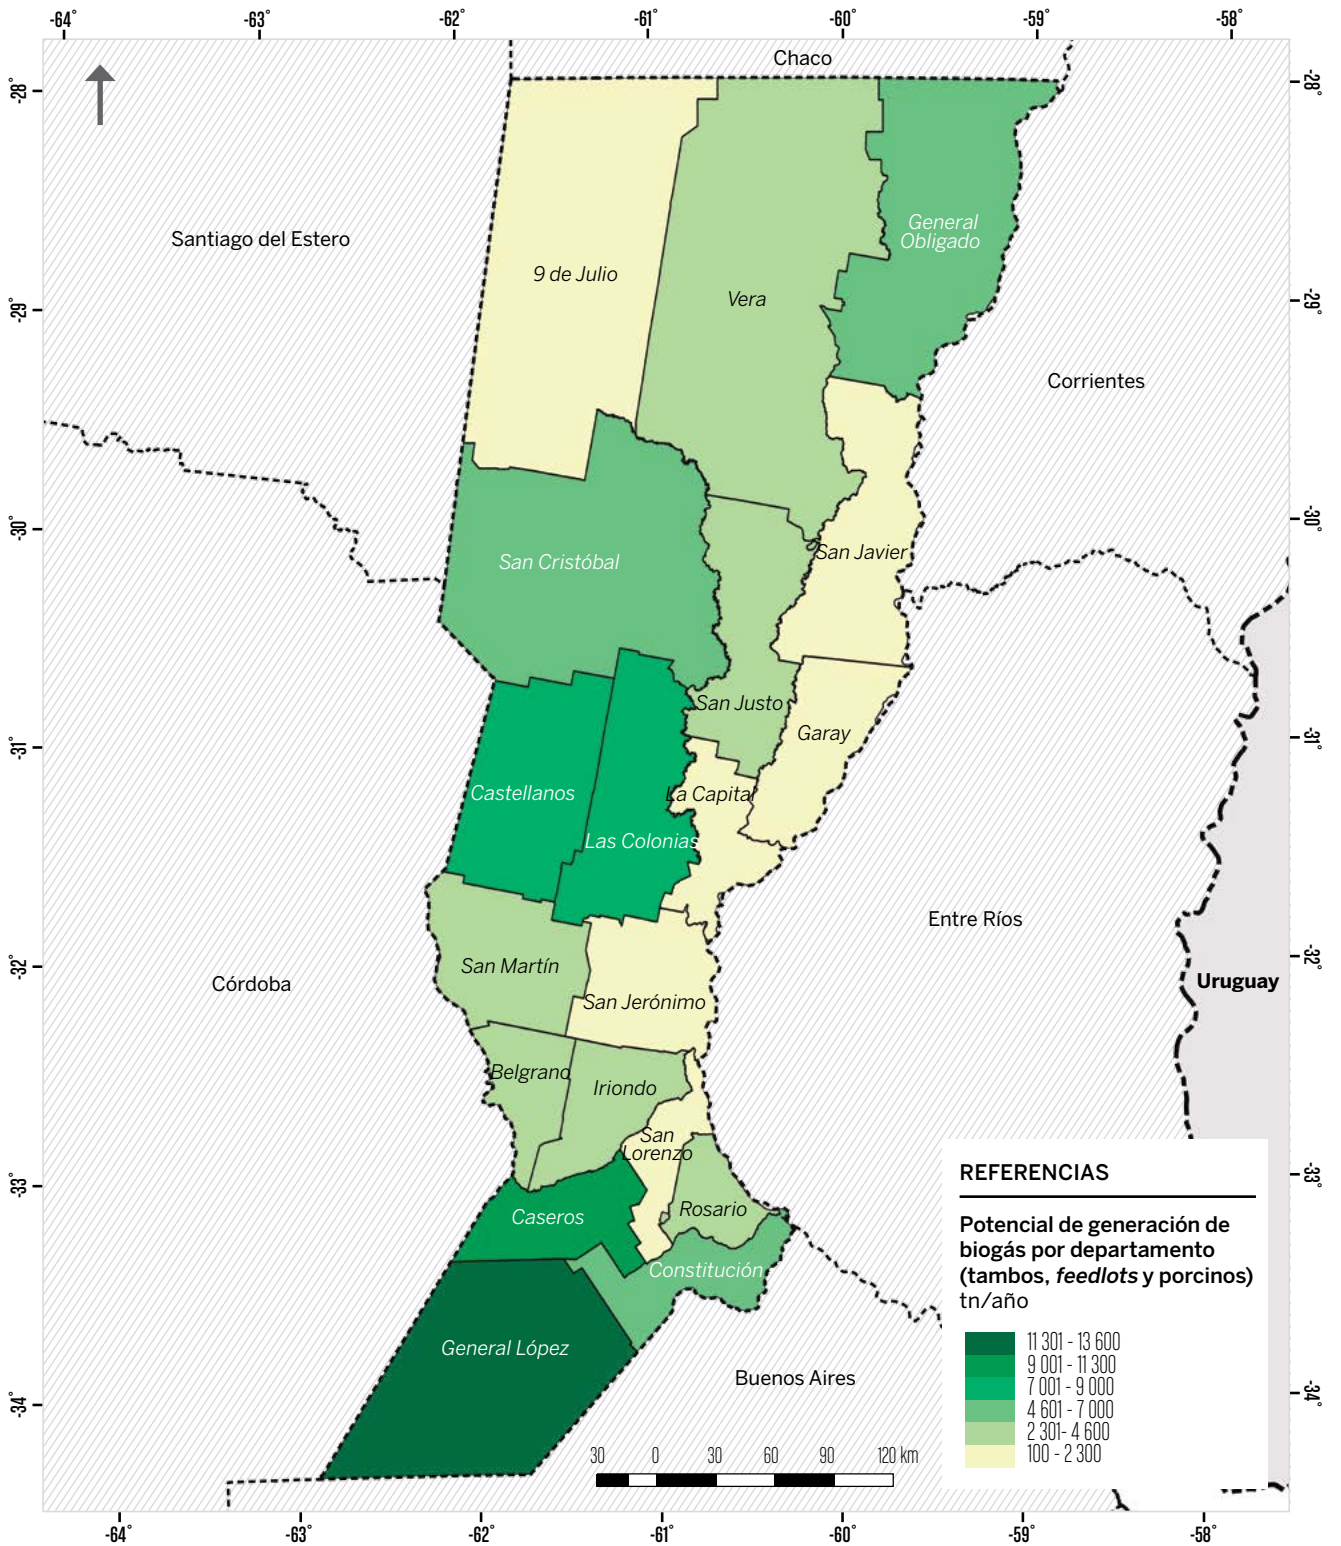 -64° -63° -62° -61° -60° -59° -58°
Chaco
-28° -28°
General
Obligado
Santiago del Estero
9 de Julio
Vera
-29° -29°
Corrientes
-30° -30°
San Javier
San Cristóbal
San Justo
Garay
-31° -31°
Castellanos
La Capital
Las Colonias
Entre Ríos
-32° -32°
San Martín
Córdoba
Uruguay
San Jerónimo
Belgrano
Iriondo
San
Lorenzo
-33° -33°
Rosario
Caseros
Constitución
General López
Buenos Aires
-34° -34°
REFERENCIAS
Potencial de generación de
biogás por departamento
(tambos, feedlots y porcinos)
tn/año
11 301 - 13 600
9 001 - 11 300
7 001 - 9 000
4 601 - 7 000
2 301- 4 600
100 - 2 300
30 0 30 60 90 120 km
-64° -63° -62° -61° -60° -59° -58°